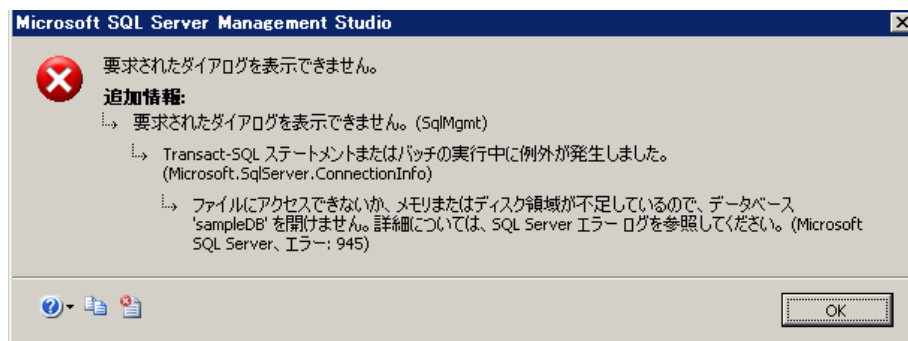 Microsoft SQL Server Management Studio
要求されたダイアログを表示できません。
追加情報:
要求されたダイアログを表示できません。(SqlMgmt)
Transact-SQL ステートメントまたはバッチの実行中に例外が発生しました。
(Microsoft.SqlServer.ConnectionInfo)
ファイルにアクセスできないか、メモリまたはディスク領域が不足しているので、データベース
'sampleDB' を開けません。詳細については、SQL Server エラー ログを参照してください。(Microsoft
SQL Server、エラー: 945)
OK